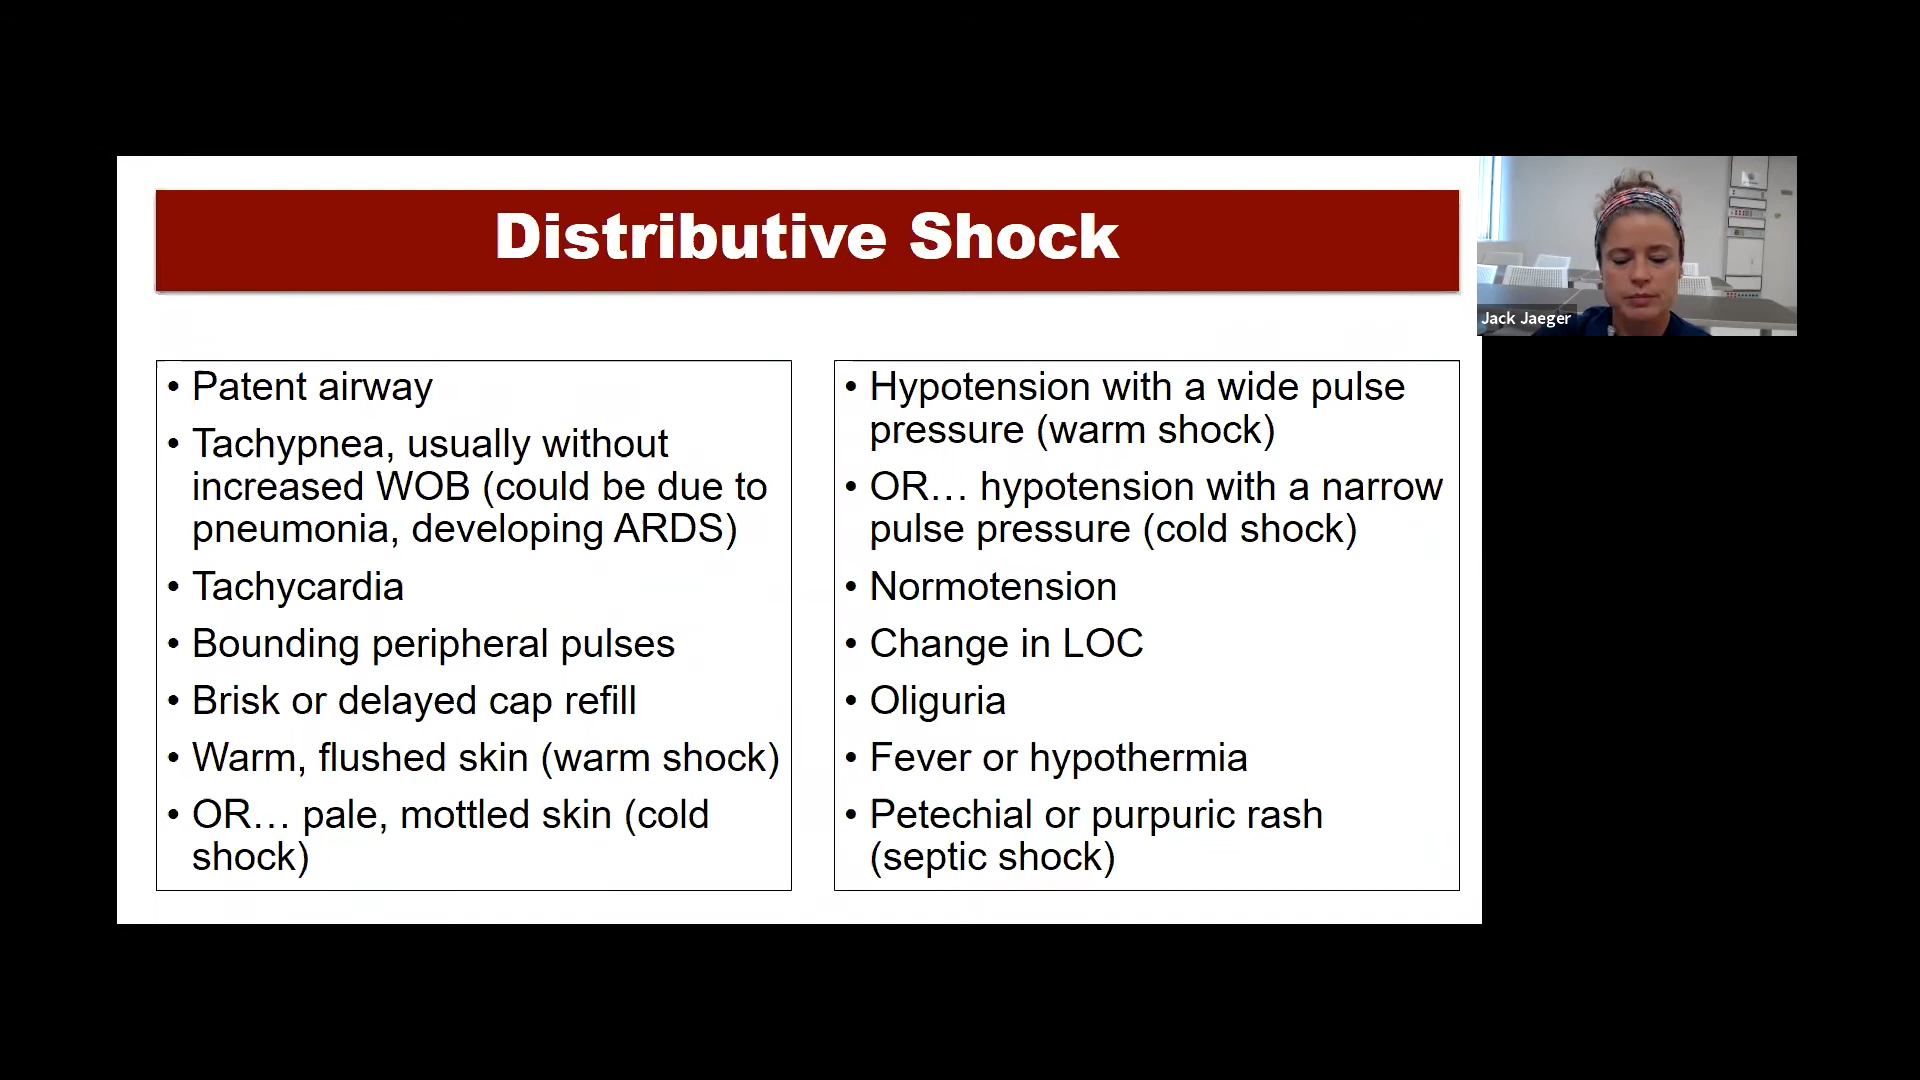 Distributive Shock
• Patent airway
• Tachypnea, usually without
increased WOB (could be due to
pneumonia, developing ARDS)
• Tachycardia
• Bounding peripheral pulses
• Brisk or delayed cap refill
• Warm, flushed skin (warm shock)
• OR… pale, mottled skin (cold
shock)
• Hypotension with a wide pulse
pressure (warm shock)
• OR… hypotension with a narrow
pulse pressure (cold shock)
• Normotension
• Change in LOC
• Oliguria
• Fever or hypothermia
• Petechial or purpuric rash
(septic shock)
Jack Jaeger